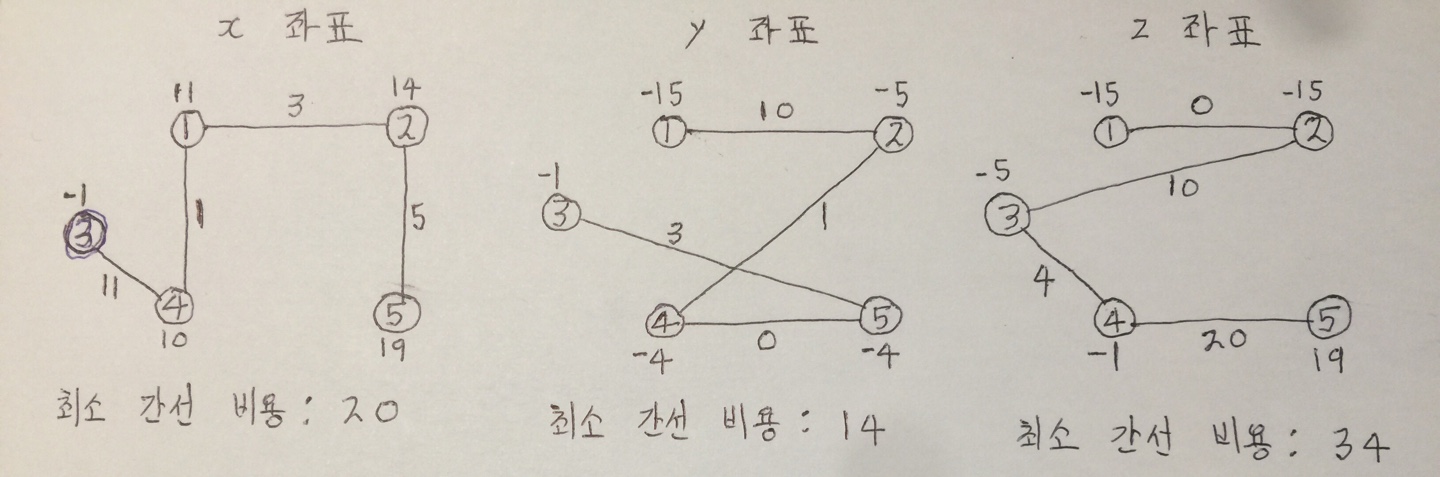 x 좌표
11 3 14
① ②
-1 1 5
③
11 ④ ⑤
10 19
최소 간선 비용 : 20
y 좌표
-15 10 -5
① ②
-1
③ 3 1
④ 0 ⑤
-4 -4
최소 간선 비용 : 14
z 좌표
-15 0 -15
① ②
-5 10
③
4
④ 20 ⑤
-1 19
최소 간선 비용 : 34